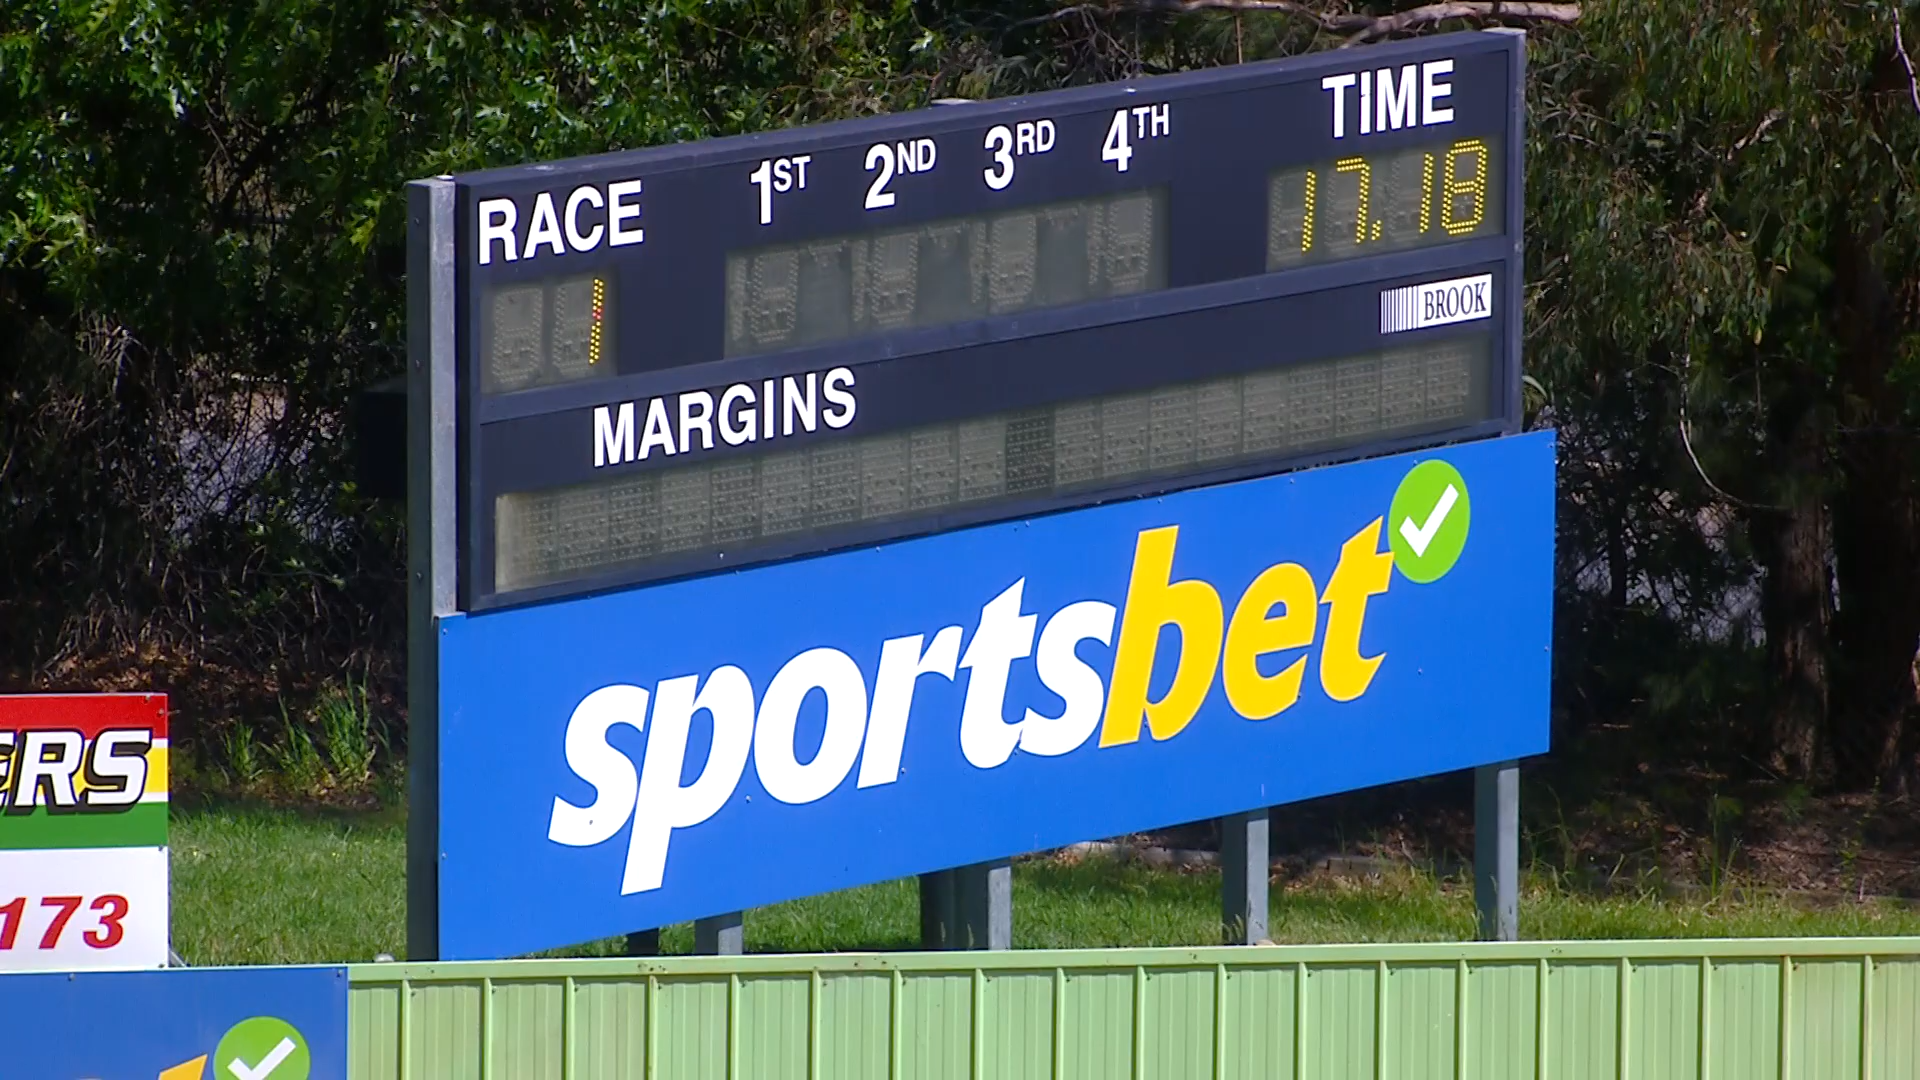 RACE 1ST 2ND 3RD 4TH TIME
1 17.18
BROOK
MARGINS
sportsbet
ERS
173